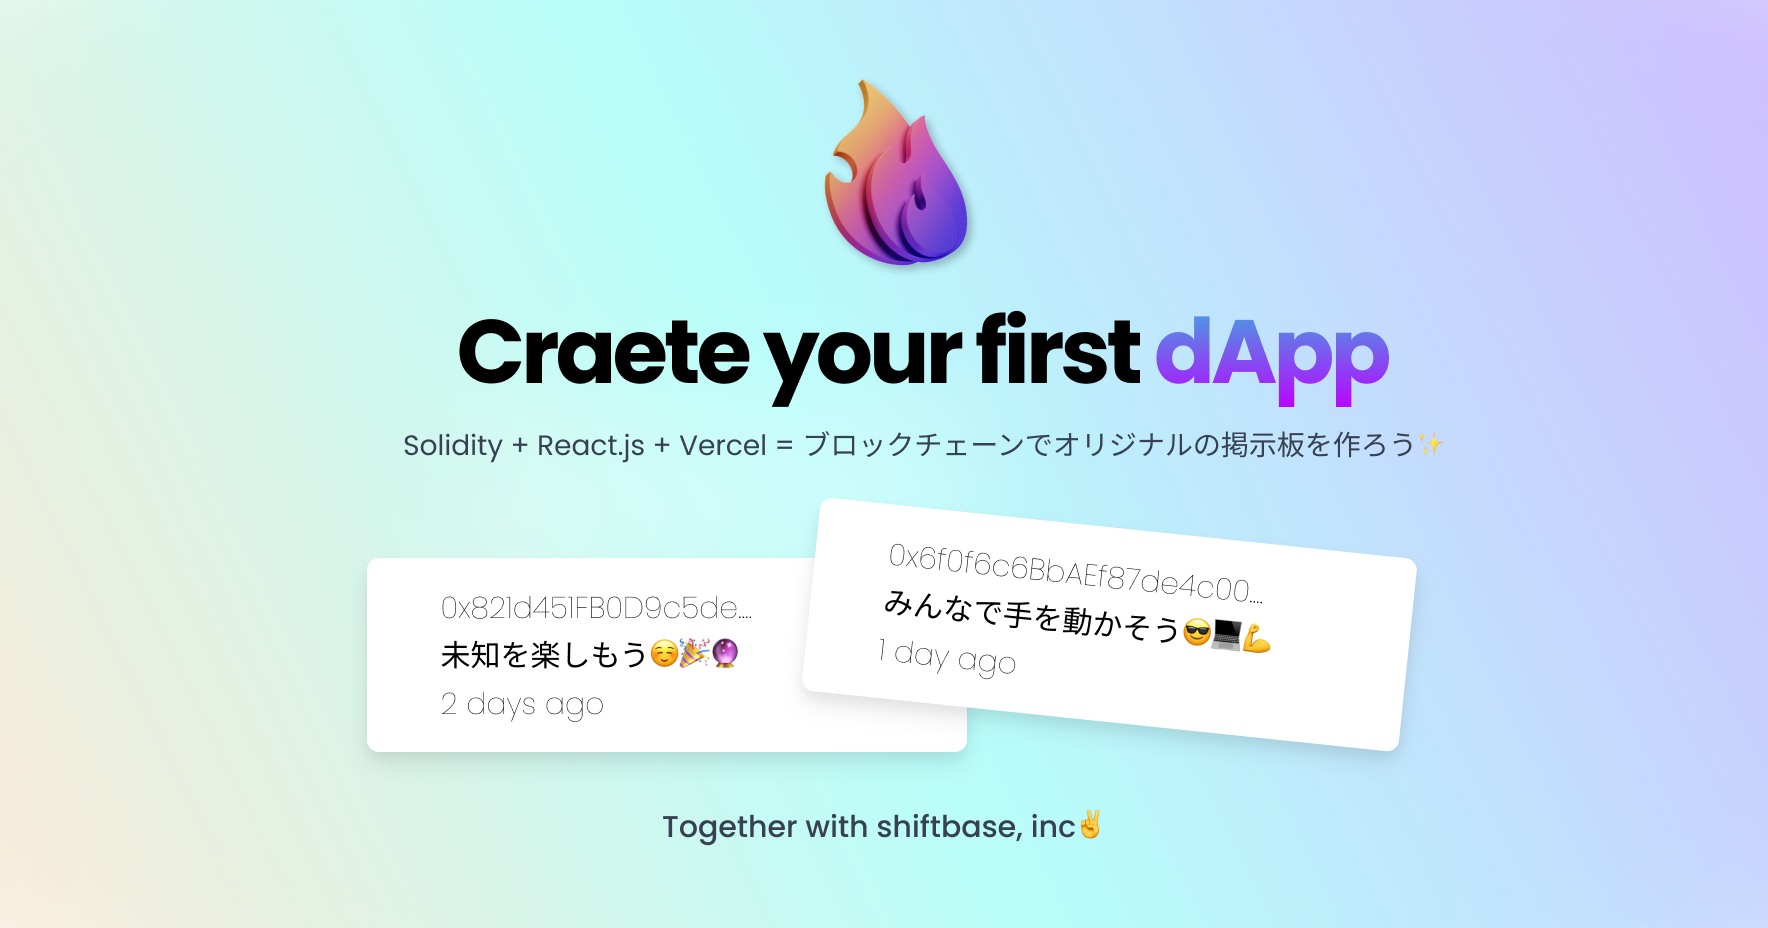 Craete your first dApp
Solidity + React.js + Vercel = ブロックチェーンでオリジナルの掲示板を作ろう✨
0x821d451FB0D9c5de...
未知を楽しもう☺️🎉🔮
2 days ago
0x6f0f6c6BbAEf87de4c00...
みんなで手を動かそう😎💻💪
1 day ago
Together with shiftbase, inc✌️